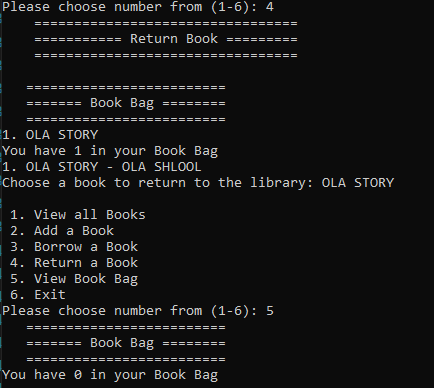 Please choose number from (1-6): 4
    =================================
    =========== Return Book =========
    =================================

   =========================
   ======= Book Bag ========
   =========================
1. OLA STORY
You have 1 in your Book Bag
1. OLA STORY - OLA SHLOOL
Choose a book to return to the library: OLA STORY

 1. View all Books
 2. Add a Book
 3. Borrow a Book
 4. Return a Book
 5. View Book Bag
 6. Exit
Please choose number from (1-6): 5
   =========================
   ======= Book Bag ========
   =========================
You have 0 in your Book Bag